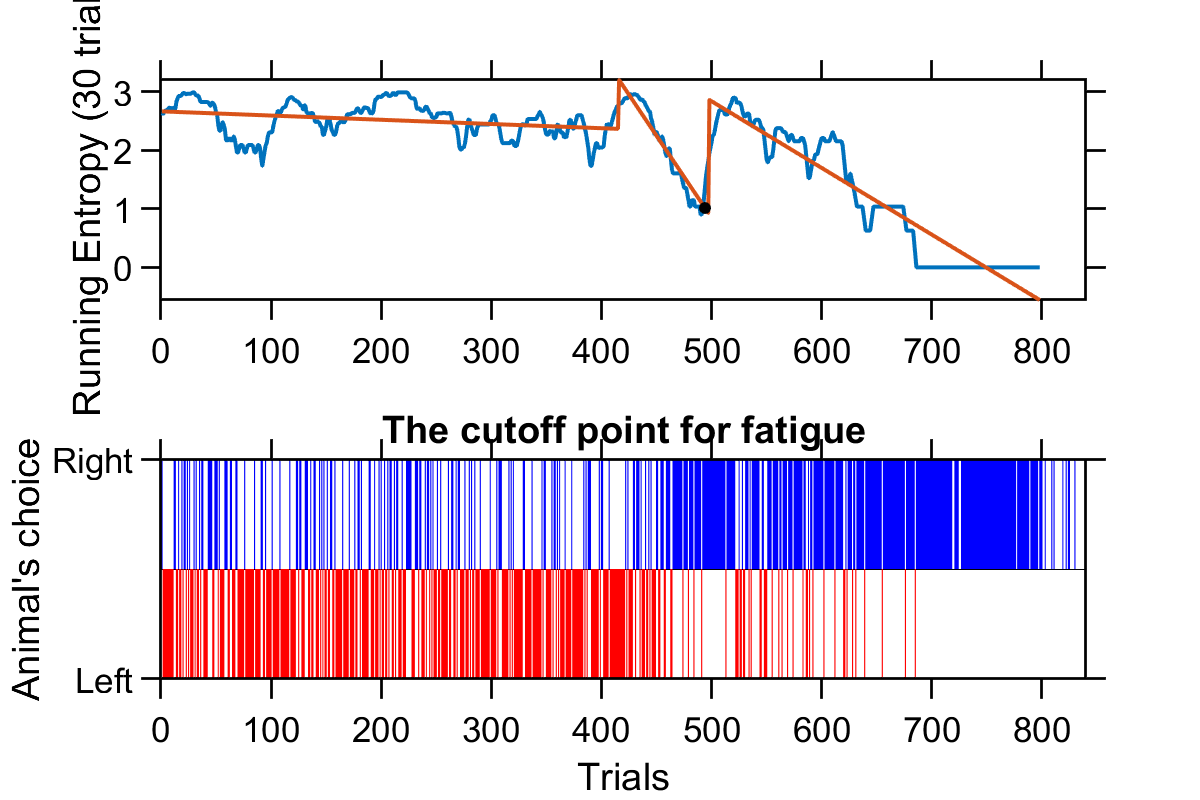 Running Entropy (30 trial
3
2
1
0
0 100 200 300 400 500 600 700 800
The cutoff point for fatigue
Animal's choice
Right
Left
0 100 200 300 400 500 600 700 800
Trials